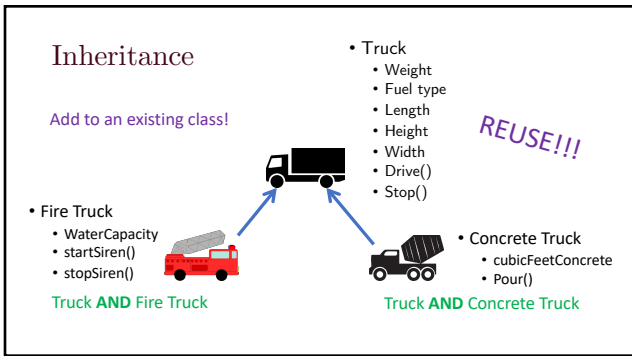 Inheritance
Add to an existing class!
• Truck
• Weight
• Fuel type
• Length
• Height
• Width
• Drive()
• Stop()
REUSE!!!
• Fire Truck
• WaterCapacity
• startSiren()
• stopSiren()
Truck AND Fire Truck
• Concrete Truck
• cubicFeetConcrete
• Pour()
Truck AND Concrete Truck